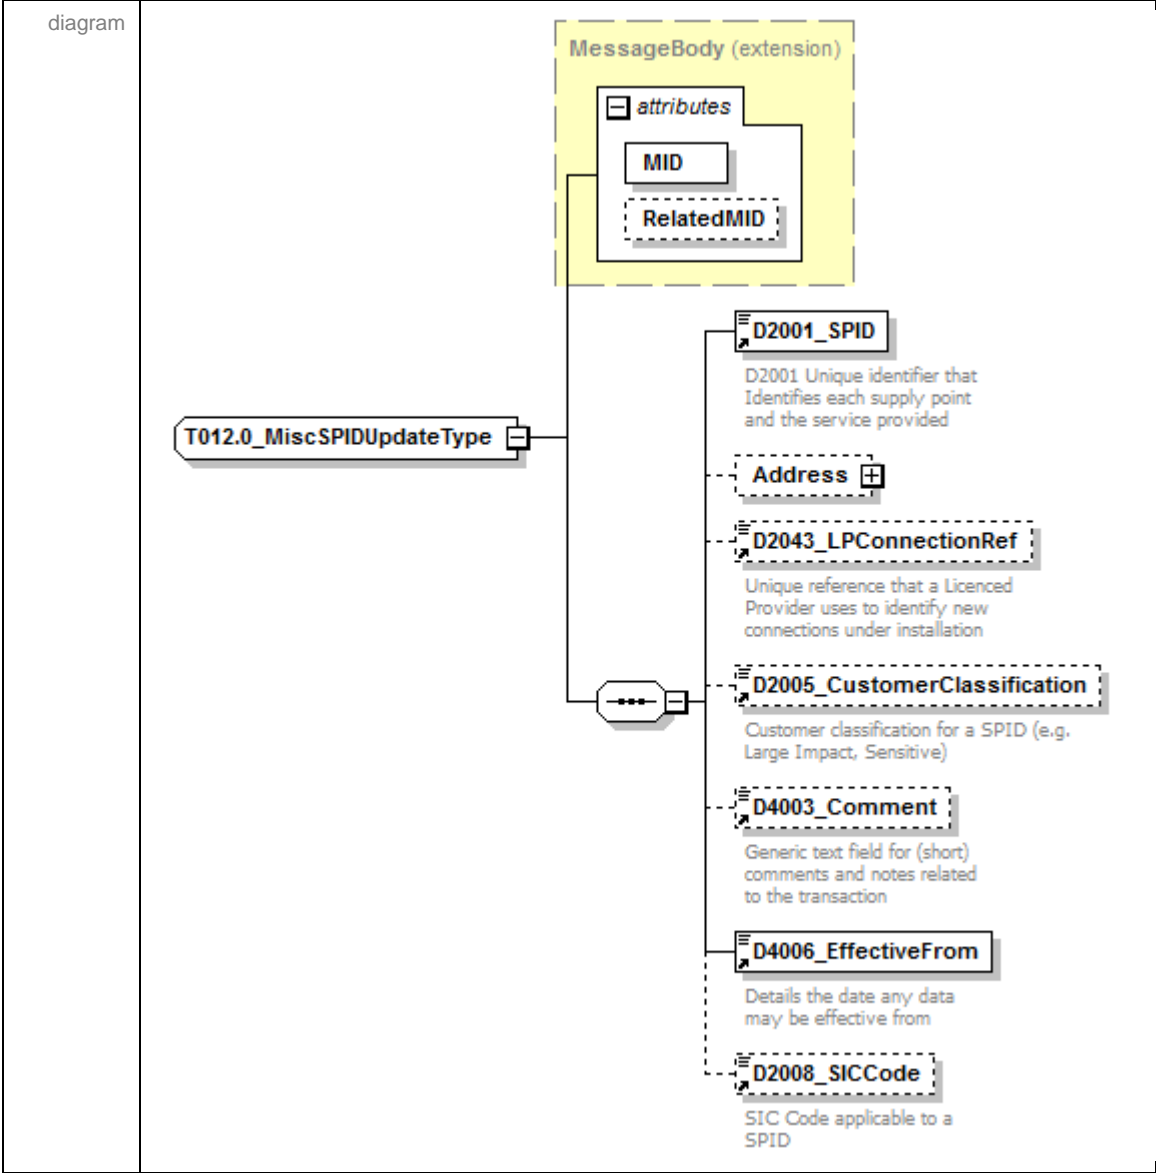 diagram
MessageBody (extension)
attributes
MID
RelatedMID
D2001_SPID
D2001 Unique identifier that
Identifies each supply point
and the service provided
T012.0_MiscSPIDUpdateType
Address
D2043_LPConnectionRef
Unique reference that a Licenced
Provider uses to identify new
connections under installation
D2005_CustomerClassification
Customer classification for a SPID (e.g.
Large Impact, Sensitive)
D4003_Comment
Generic text field for (short)
comments and notes related
to the transaction
D4006_EffectiveFrom
Details the date any data
may be effective from
D2008_SICCode
SIC Code applicable to a
SPID